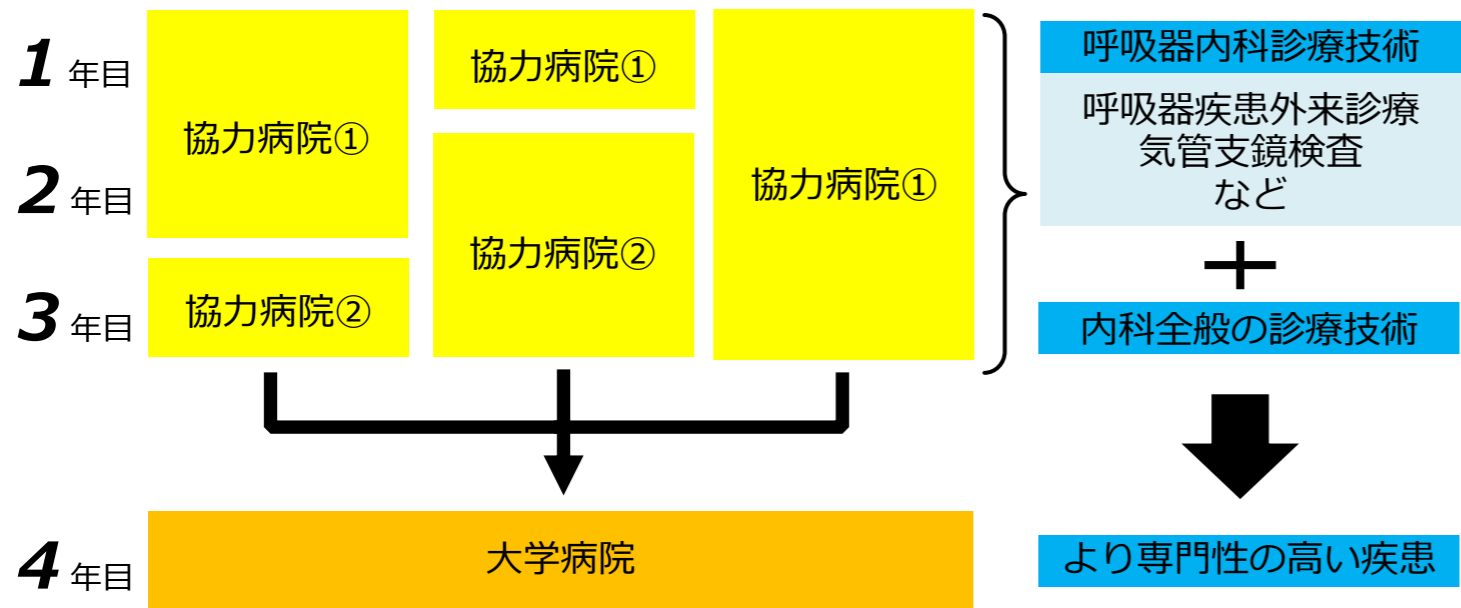 1 年目
2 年目
3 年目
4 年目
協力病院①
協力病院②
協力病院①
協力病院②
協力病院①
大学病院
呼吸器内科診療技術
呼吸器疾患外来診療
気管支鏡検査
など
＋
内科全般の診療技術
より専門性の高い疾患